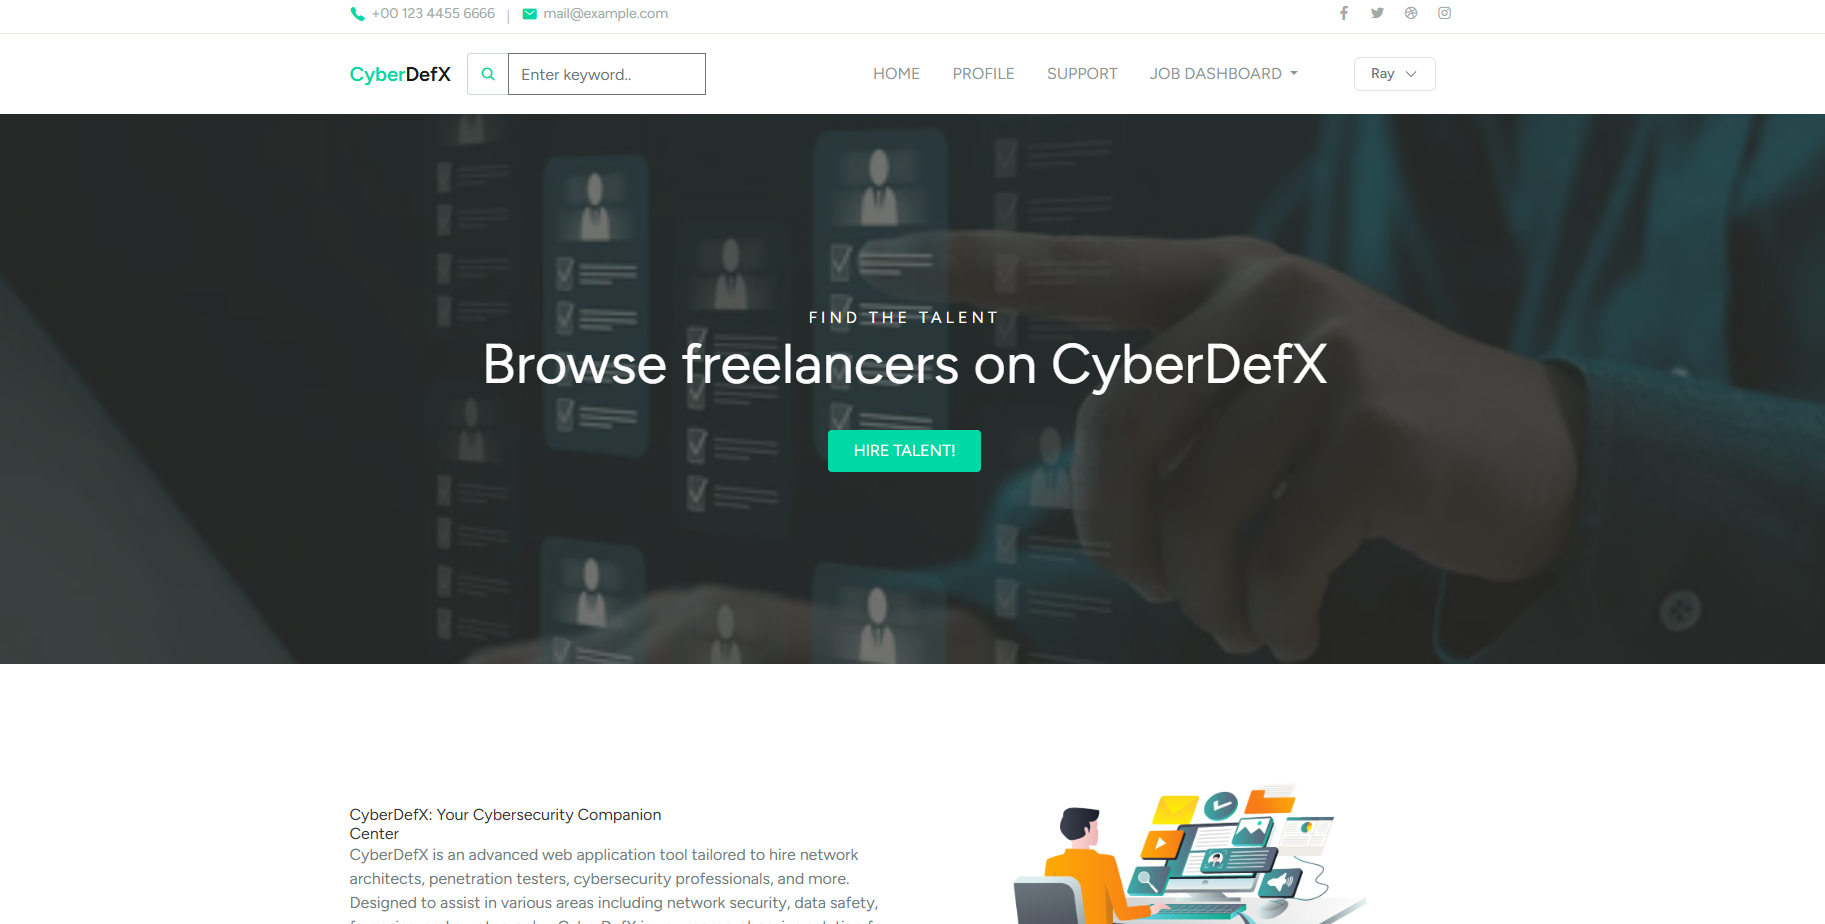 +00 123 4455 6666 | mail@example.com
CyberDefX Enter keyword.. HOME PROFILE SUPPORT JOB DASHBOARD Ray
FIND THE TALENT
Browse freelancers on CyberDefX
HIRE TALENT!
CyberDefX: Your Cybersecurity Companion
Center
CyberDefX is an advanced web application tool tailored to hire network
architects, penetration testers, cybersecurity professionals, and more.
Designed to assist in various areas including network security, data safety,